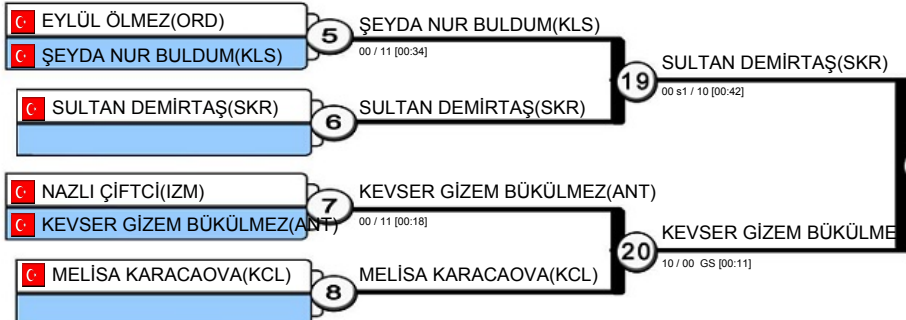 EYLÜL ÖLMEZ(ORD)
ŞEYDA NUR BULDUM(KLS)
5
ŞEYDA NUR BULDUM(KLS)
00 / 11 [00:34]
SULTAN DEMİRTAŞ(SKR)
6
SULTAN DEMİRTAŞ(SKR)
19
SULTAN DEMİRTAŞ(SKR)
00 s1 / 10 [00:42]
NAZLI ÇİFTCİ(IZM)
KEVSER GİZEM BÜKÜLMEZ(ANT)
7
KEVSER GİZEM BÜKÜLMEZ(ANT)
00 / 11 [00:18]
MELİSA KARACAOVA(KCL)
8
MELİSA KARACAOVA(KCL)
20
KEVSER GİZEM BÜKÜLME
10 / 00 GS [00:11]